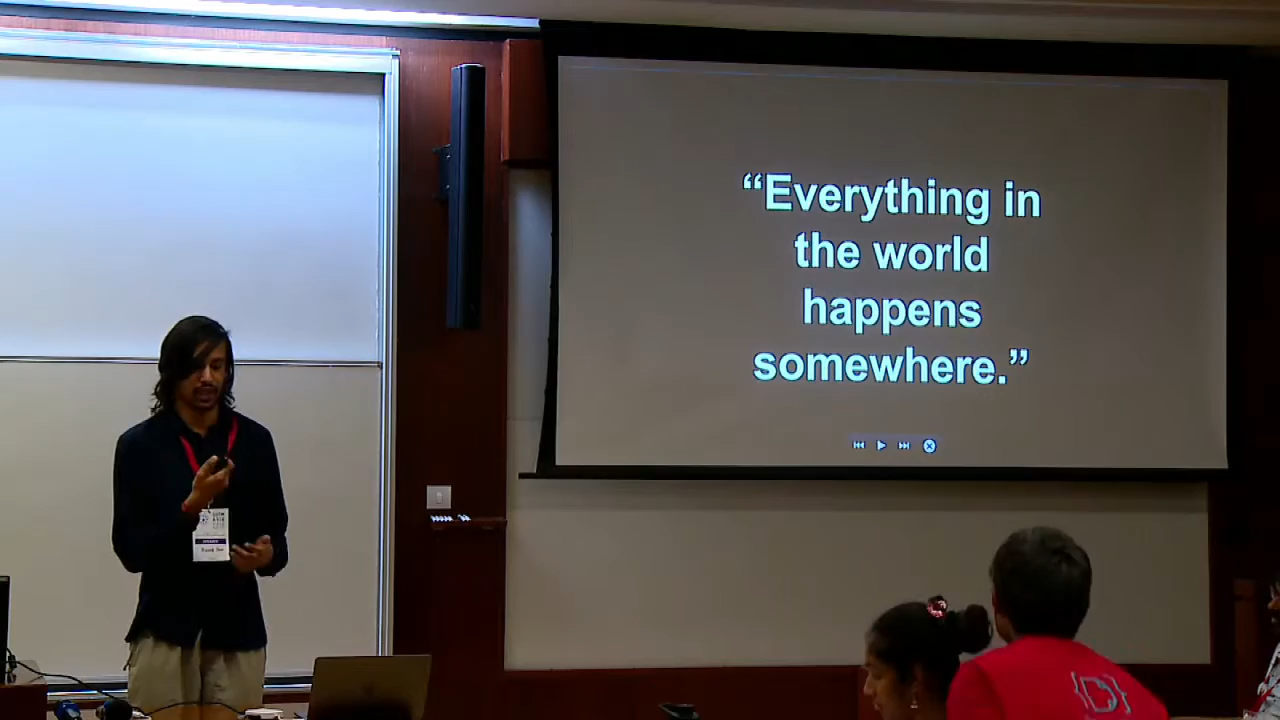 “Everything in
the world
happens
somewhere.”
{D}